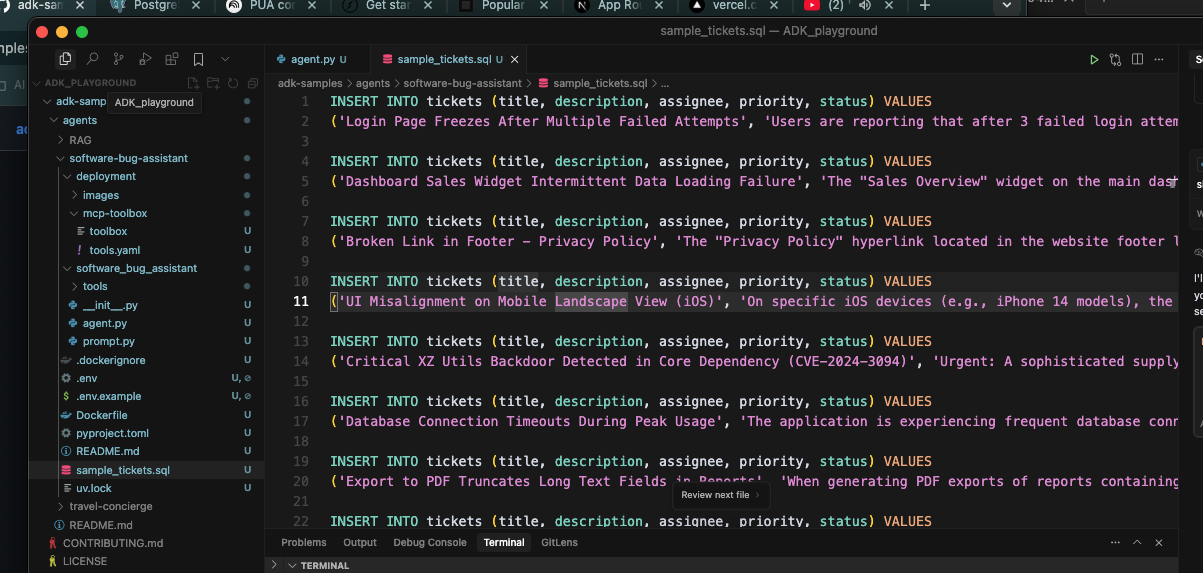 adk-san
Postgre
PUA co
Get star
Popular
App Ro
vercel.c
(2)
sample_tickets.sql — ADK_playground
mples
AI
ad
agent.py U
sample_tickets.sql U
ADK_PLAYGROUND
adk-samples > agents > software-bug-assistant > sample_tickets.sql > ...
adk-samp
ADK_playground
agents
RAG
software-bug-assistant
deployment
images
mcp-toolbox
toolbox U
tools.yaml U
software_bug_assistant
tools
__init__.py U
agent.py U
prompt.py U
.dockerignore U
.env U,
.env.example U,
Dockerfile U
pyproject.toml U
README.md U
sample_tickets.sql U
uv.lock U
travel-concierge
README.md
CONTRIBUTING.md
LICENSE
1 INSERT INTO tickets (title, description, assignee, priority, status) VALUES
2 ('Login Page Freezes After Multiple Failed Attempts', 'Users are reporting that after 3 failed login attem
3
4 INSERT INTO tickets (title, description, assignee, priority, status) VALUES
5 ('Dashboard Sales Widget Intermittent Data Loading Failure', 'The "Sales Overview" widget on the main dash
6
7 INSERT INTO tickets (title, description, assignee, priority, status) VALUES
8 ('Broken Link in Footer - Privacy Policy', 'The "Privacy Policy" hyperlink located in the website footer l
9
10 INSERT INTO tickets (title, description, assignee, priority, status) VALUES
11 ('UI Misalignment on Mobile Landscape View (iOS)', 'On specific iOS devices (e.g., iPhone 14 models), the
12
13 INSERT INTO tickets (title, description, assignee, priority, status) VALUES
14 ('Critical XZ Utils Backdoor Detected in Core Dependency (CVE-2024-3094)', 'Urgent: A sophisticated supply
15
16 INSERT INTO tickets (title, description, assignee, priority, status) VALUES
17 ('Database Connection Timeouts During Peak Usage', 'The application is experiencing frequent database conn
18
19 INSERT INTO tickets (title, description, assignee, priority, status) VALUES
20 ('Export to PDF Truncates Long Text Fields in Reports', 'When generating PDF exports of reports containing
21
22 INSERT INTO tickets (title, description, assignee, priority, status) VALUES
Review next file
Problems Output Debug Console Terminal GitLens
TERMINAL
I'l
yo
se